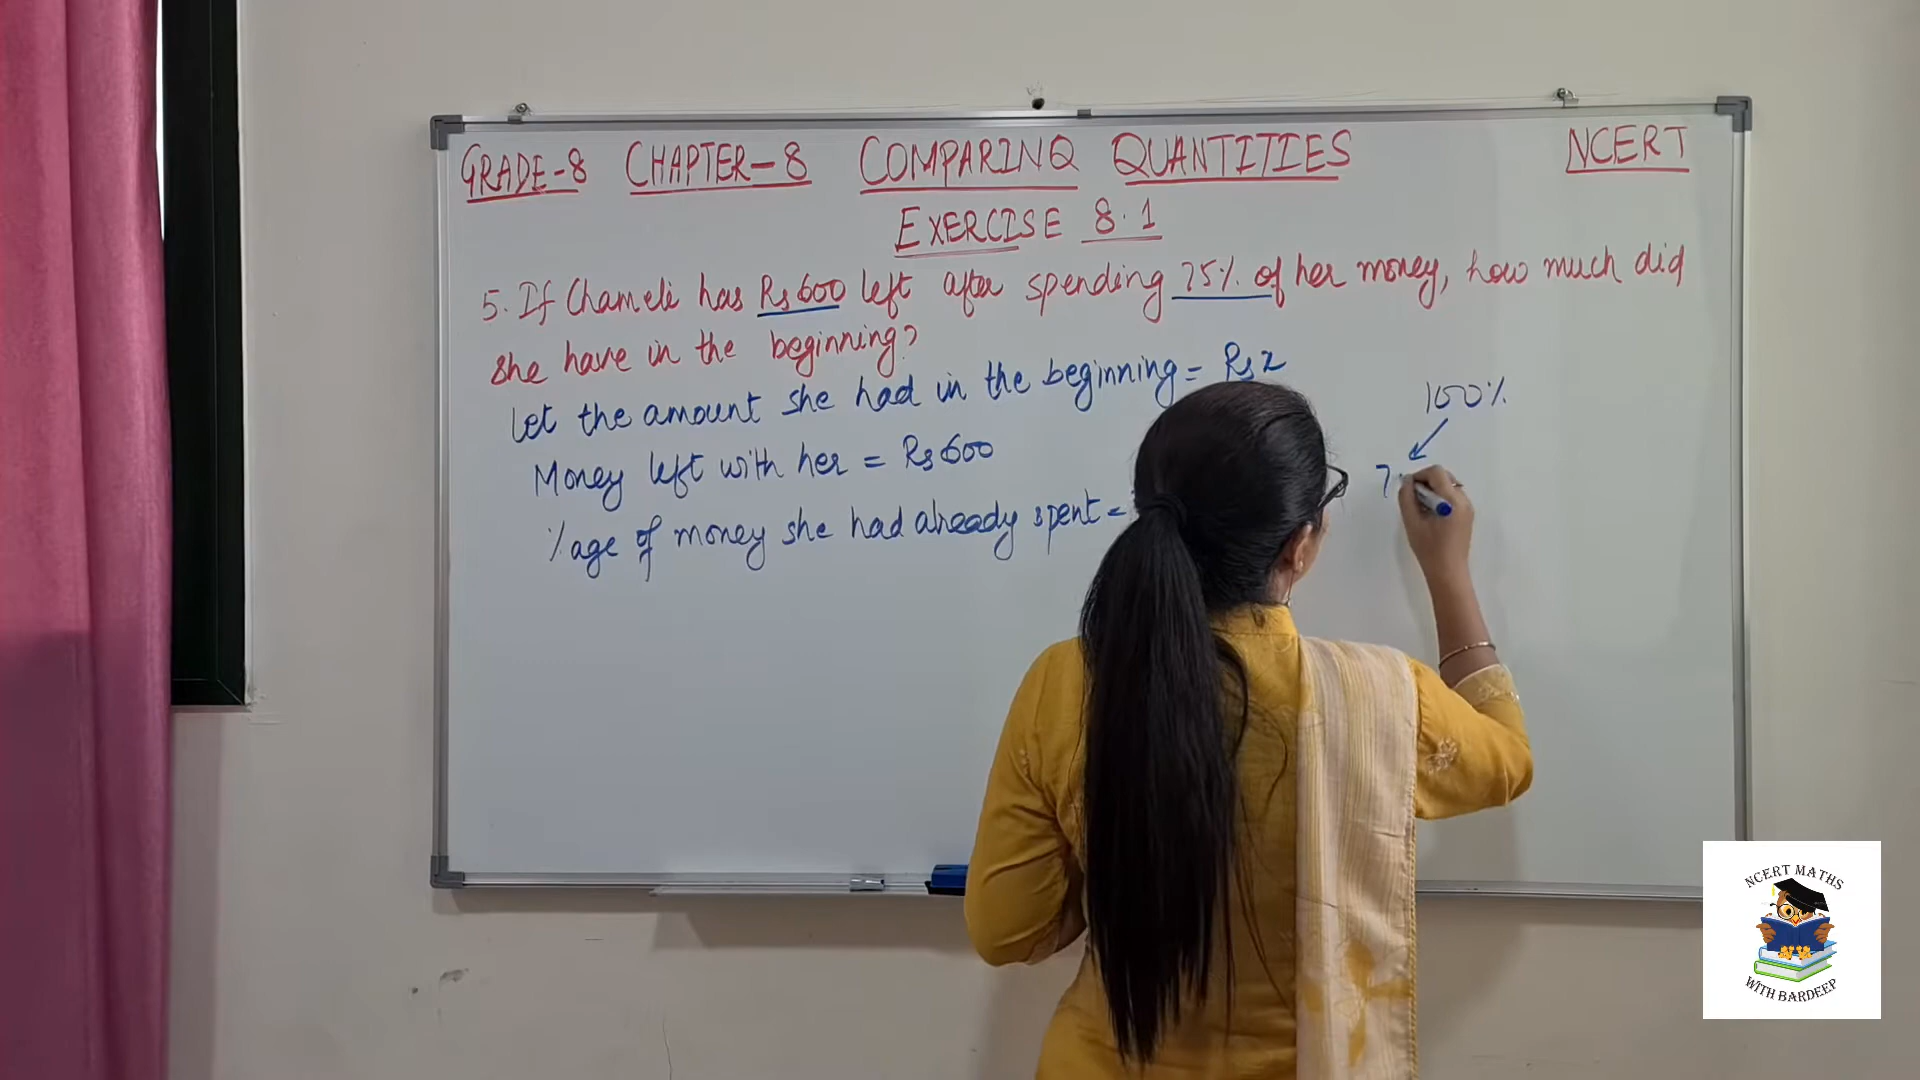 GRADE-8 CHAPTER-8 COMPARING QUANTITIES NCERT
EXERCISE 8.1
5. If Chameli has Rs 600 left after spending 75% of her money, how much did
she have in the beginning?
Let the amount she had in the beginning = Rs x
Money left with her = Rs 600
%age of money she had already spent =
100%
7
NCERT MATHS
WITH BARDEEP